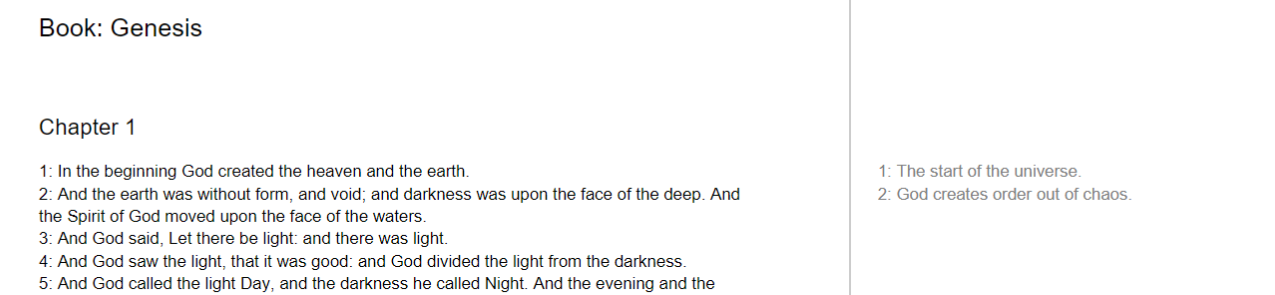 Book: Genesis
Chapter 1
1: In the beginning God created the heaven and the earth.
2: And the earth was without form, and void; and darkness was upon the face of the deep. And
the Spirit of God moved upon the face of the waters.
3: And God said, Let there be light: and there was light.
4: And God saw the light, that it was good: and God divided the light from the darkness.
5: And God called the light Day, and the darkness he called Night. And the evening and the
1: The start of the universe.
2: God creates order out of chaos.